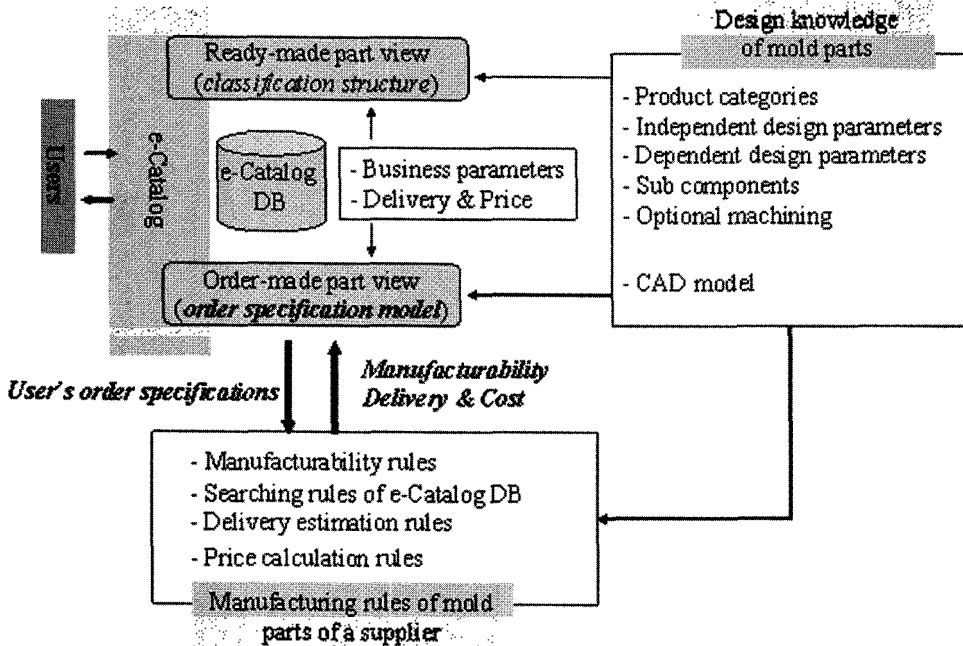 Design knowledge
of mold parts
Ready-made part view
(classification structure)
- Product categories
- Independent design parameters
- Dependent design parameters
- Sub components
- Optional machining
- CAD model
Users
e-Catalog
e-Catalog
DB
- Business parameters
- Delivery & Price
Order-made part view
(order specification model)
User's order specifications
Manufacturability
Delivery & Cost
- Manufacturability rules
- Searching rules of e-Catalog DB
- Delivery estimation rules
- Price calculation rules
Manufacturing rules of mold
parts of a supplier